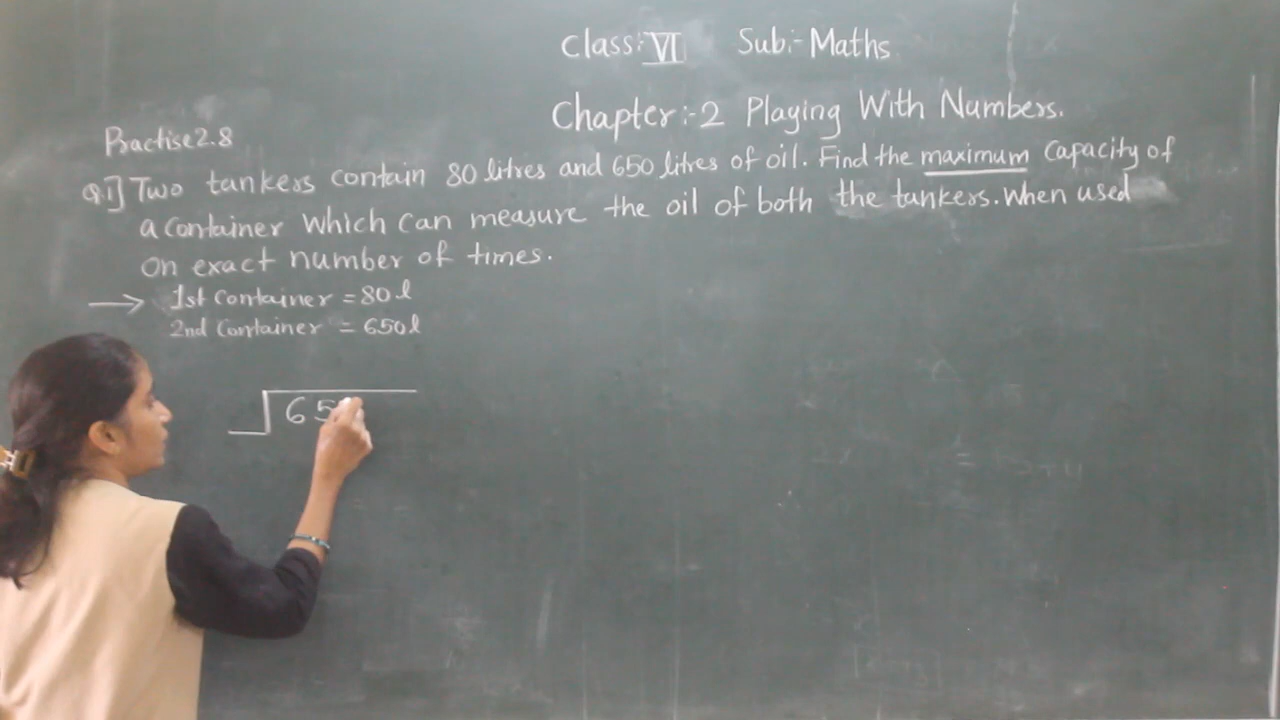 Class:- VI Sub:- Maths
Chapter:-2 Playing With Numbers.
Practise 2.8
Q.1] Two tankers contain 80 litres and 650 litres of oil. Find the maximum Capacity of
a Container Which Can measure the oil of both the tankers. When used
On exact number of times.
→ 1st Container = 80 l
2nd Container = 650 l
65